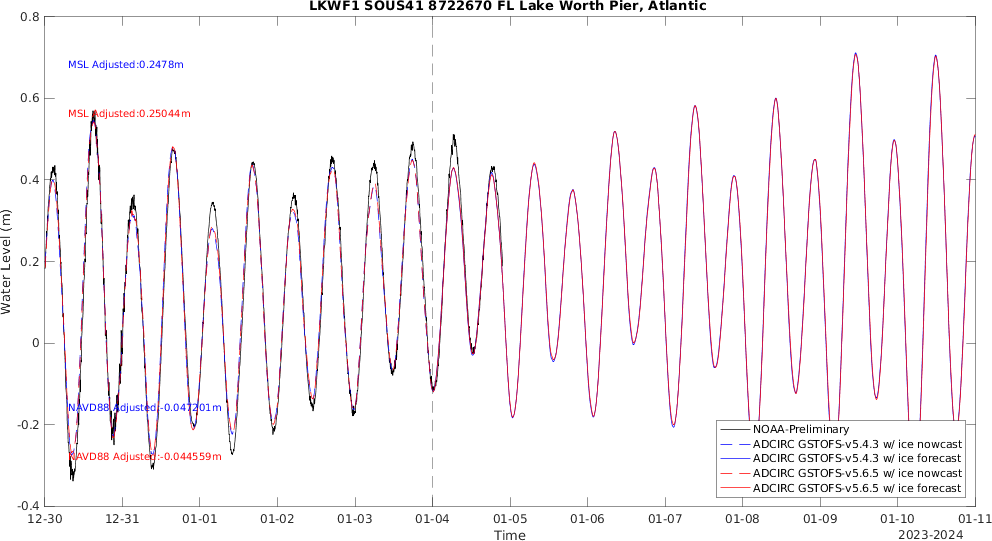 LKWF1 SOUS41 8722670 FL Lake Worth Pier, Atlantic
0.8
0.6
0.4
0.2
0
-0.2
-0.4
Water Level (m)
MSL Adjusted:0.2478m
MSL Adjusted:0.25044m
NAVD88 Adjusted:-0.047201m
NAVD88 Adjusted:-0.044559m
NOAA-Preliminary
ADCIRC GSTOFS-v5.4.3 w/ ice nowcast
ADCIRC GSTOFS-v5.4.3 w/ ice forecast
ADCIRC GSTOFS-v5.6.5 w/ ice nowcast
ADCIRC GSTOFS-v5.6.5 w/ ice forecast
12-30 12-31 01-01 01-02 01-03 01-04 01-05 01-06 01-07 01-08 01-09 01-10 01-11
Time
2023-2024